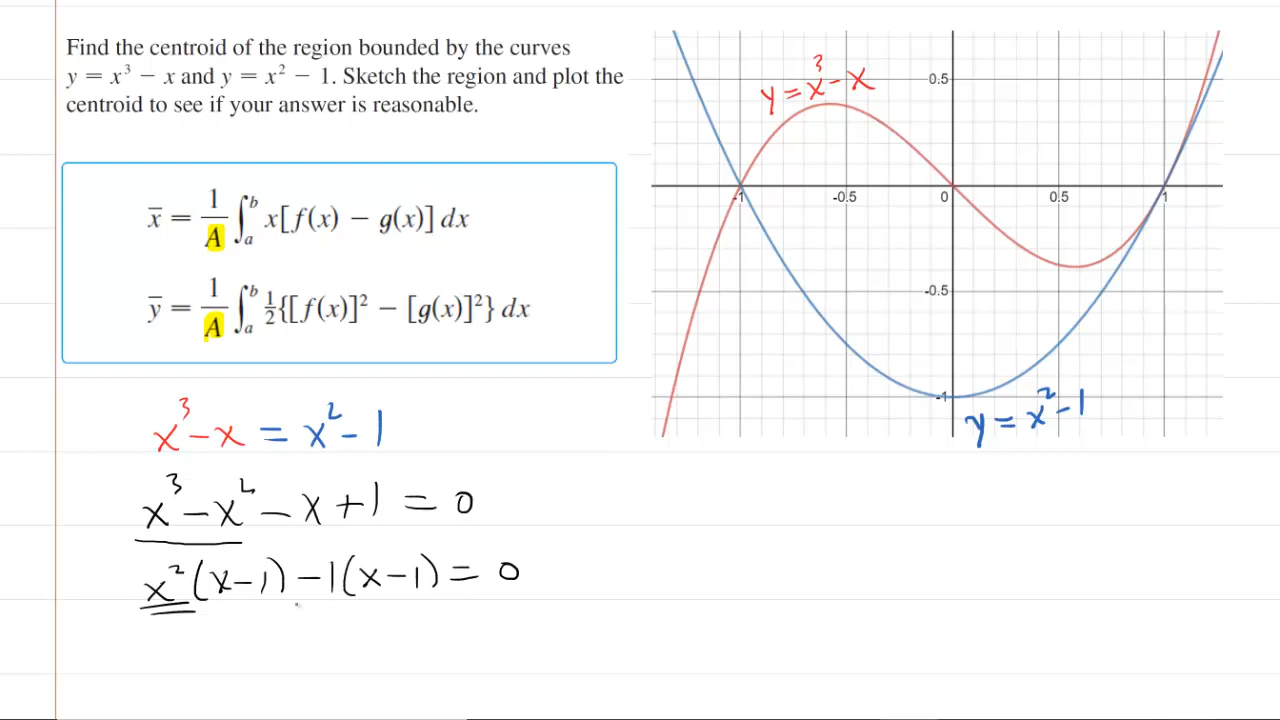 Find the centroid of the region bounded by the curves
y = x³ − x and y = x² − 1. Sketch the region and plot the
centroid to see if your answer is reasonable.
x̅ = 1/A ∫ₐᵇ x[f(x) − g(x)] dx
y̅ = 1/A ∫ₐᵇ ½{[f(x)]² − [g(x)]²} dx
x³ − x = x² − 1
x³ − x² − x + 1 = 0
x²(x−1) − 1(x−1) = 0
y = x³ − x
0.5
-1 -0.5 0 0.5 1
-0.5
-1
y = x² − 1